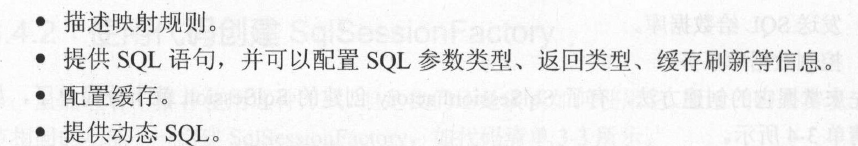 • 描述映射规则。
• 提供 SQL 语句，并可以配置 SQL 参数类型、返回类型、缓存刷新等信息。
• 配置缓存。
• 提供动态 SQL。